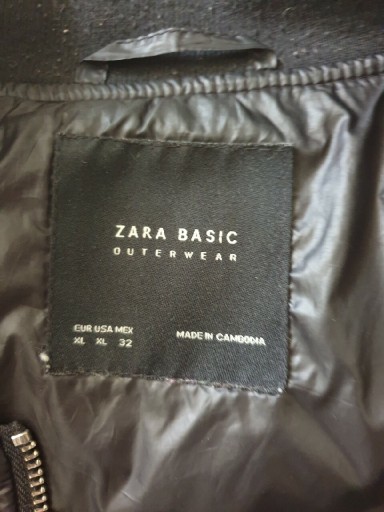 ZARA BASIC
OUTERWEAR
EUR USA MEX
XL XL 32
MADE IN CAMBODIA